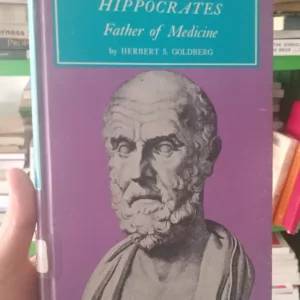 HIPPOCRATES
Father of Medicine
by HERBERT S. GOLDBERG